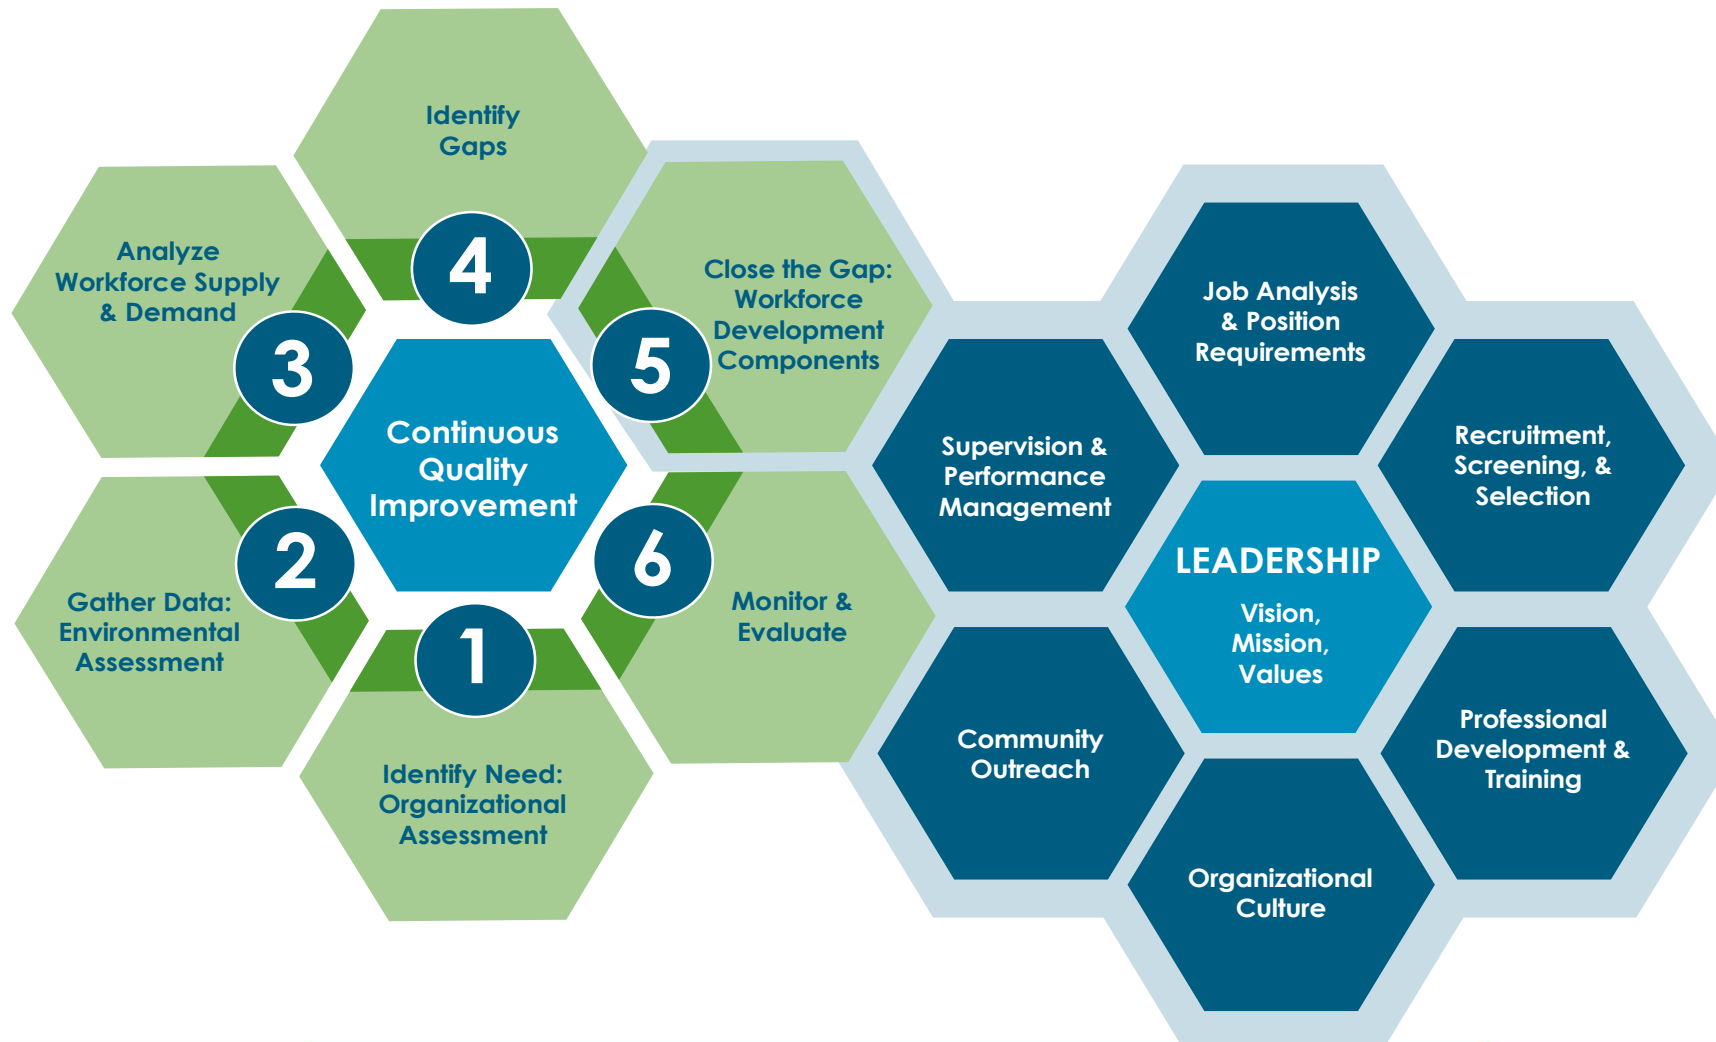 Identify
Gaps
4
Analyze
Workforce Supply
& Demand
3
Close the Gap:
Workforce
Development
Components
5
Continuous
Quality
Improvement
Gather Data:
Environmental
Assessment
2
Monitor &
Evaluate
6
1
Identify Need:
Organizational
Assessment
Job Analysis
& Position
Requirements
Supervision &
Performance
Management
Recruitment,
Screening, &
Selection
LEADERSHIP
Vision,
Mission,
Values
Community
Outreach
Professional
Development &
Training
Organizational
Culture